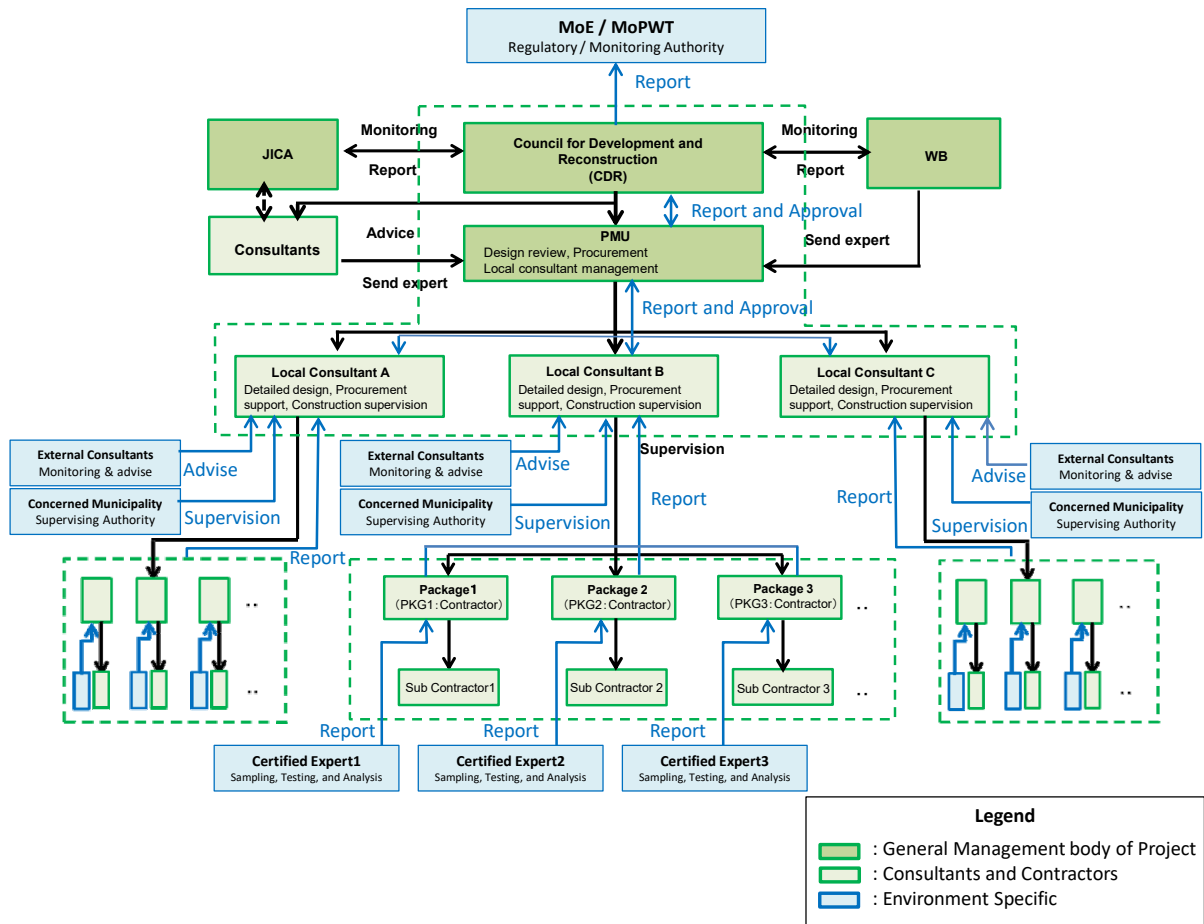 MoE / MoPWT
Regulatory / Monitoring Authority
Report
Monitoring
Monitoring
JICA
Council for Development and
Reconstruction
(CDR)
WB
Report
Report
Report and Approval
Consultants
Advice
PMU
Design review, Procurement
Local consultant management
Send expert
Send expert
Report and Approval
Local Consultant A
Detailed design, Procurement
support, Construction supervision
Local Consultant B
Detailed design, Procurement
support, Construction supervision
Local Consultant C
Detailed design, Procurement
support, Construction supervision
Supervision
External Consultants
Monitoring & advise
Advise
External Consultants
Monitoring & advise
Advise
External Consultants
Monitoring & advise
Advise
Concerned Municipality
Supervising Authority
Supervision
Concerned Municipality
Supervising Authority
Supervision
Report
Report
Supervision
Concerned Municipality
Supervising Authority
Report
Package1
(PKG1:Contractor)
Package 2
(PKG2:Contractor)
Package 3
(PKG3:Contractor)
..
..
..
Sub Contractor1
Sub Contractor 2
Sub Contractor 3
..
..
..
Report
Report
Report
Certified Expert1
Sampling, Testing, and Analysis
Certified Expert2
Sampling, Testing, and Analysis
Certified Expert3
Sampling, Testing, and Analysis
Legend
: General Management body of Project
: Consultants and Contractors
: Environment Specific